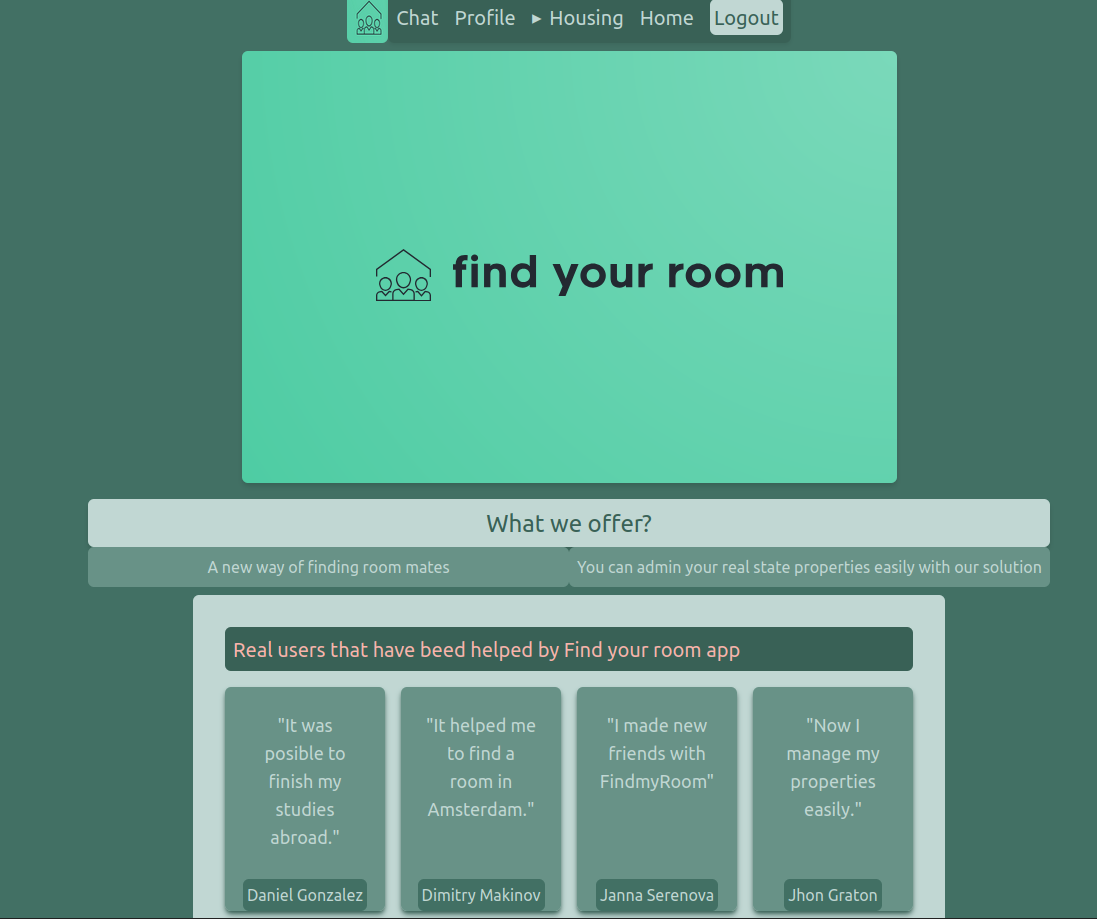 Chat Profile ▸ Housing Home Logout
find your room
What we offer?
A new way of finding room mates
You can admin your real state properties easily with our solution
Real users that have beed helped by Find your room app
"It was
posible to
finish my
studies
abroad."
Daniel Gonzalez
"It helped me
to find a
room in
Amsterdam."
Dimitry Makinov
"I made new
friends with
FindmyRoom"
Janna Serenova
"Now I
manage my
properties
easily."
Jhon Graton